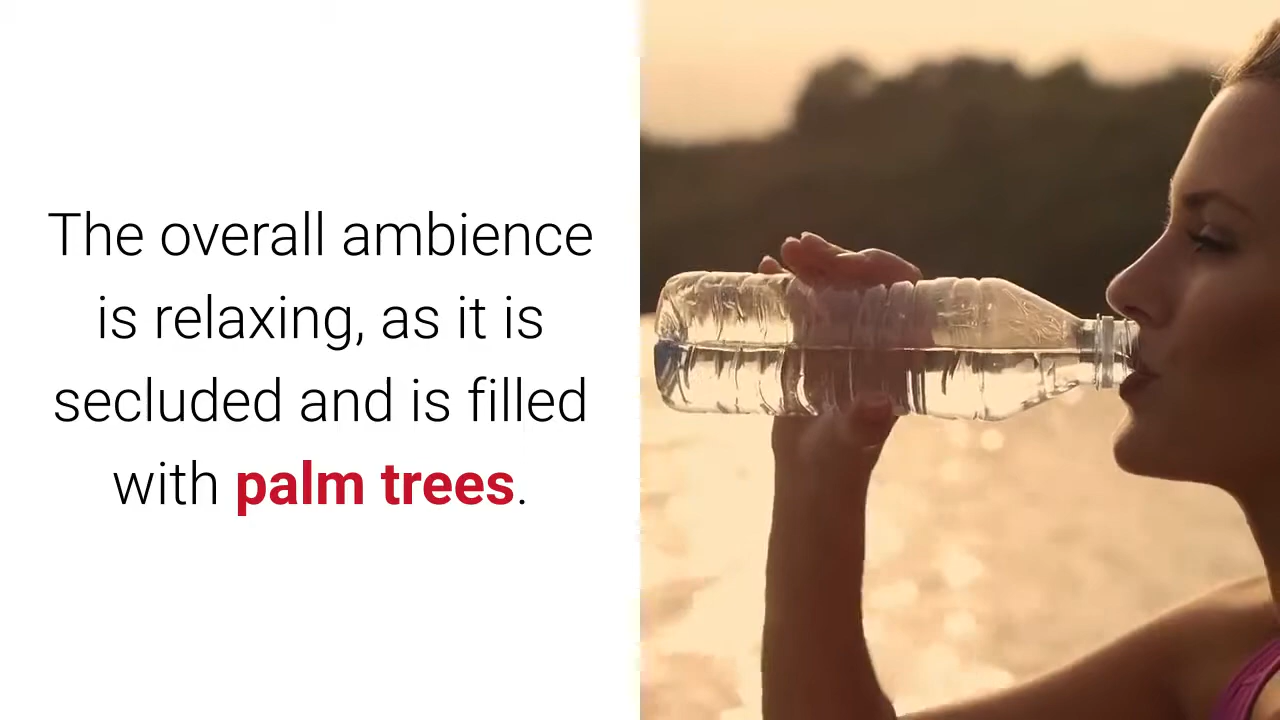 The overall ambience
is relaxing, as it is
secluded and is filled
with palm trees.